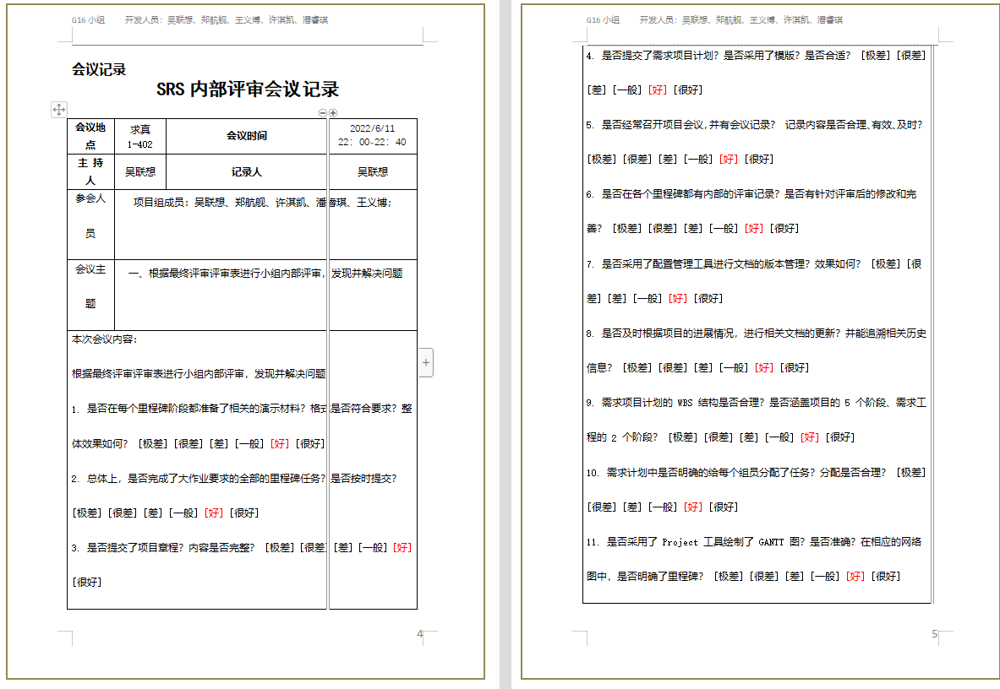 G16 小组 开发人员：吴联想、郑航舰、王义博、许淇凯、潘睿琪
会议记录
SRS 内部评审会议记录
会议地点 求真 1-402 会议时间 2022/6/11 22：00-22：40
主 持人 吴联想 记录人 吴联想
参会人员 项目组成员：吴联想、郑航舰、许淇凯、潘睿琪、王义博；
会议主题 一、根据最终评审评审表进行小组内部评审，发现并解决问题
本次会议内容：
根据最终评审评审表进行小组内部评审，发现并解决问题
1. 是否在每个里程碑阶段都准备了相关的演示材料？格式是否符合要求？整
体效果如何？ [极差] [很差] [差] [一般] [好] [很好]
2. 总体上，是否完成了大作业要求的全部的里程碑任务？是否按时提交？
[极差] [很差] [差] [一般] [好] [很好]
3. 是否提交了项目章程？内容是否完整？ [极差] [很差] [差] [一般] [好]
[很好]
4
G16 小组 开发人员：吴联想、郑航舰、王义博、许淇凯、潘睿琪
4. 是否提交了需求项目计划？是否采用了模版？是否合适？ [极差] [很差]
[差] [一般] [好] [很好]
5. 是否经常召开项目会议，并有会议记录？ 记录内容是否合理、有效、及时？
[极差] [很差] [差] [一般] [好] [很好]
6. 是否在各个里程碑都有内部的评审记录？是否有针对评审后的修改和完
善？ [极差] [很差] [差] [一般] [好] [很好]
7. 是否采用了配置管理工具进行文档的版本管理？效果如何？ [极差] [很
差] [差] [一般] [好] [很好]
8. 是否及时根据项目的进展情况，进行相关文档的更新？并能追溯相关历史
信息？ [极差] [很差] [差] [一般] [好] [很好]
9. 需求项目计划的 WBS 结构是否合理？是否涵盖项目的 5 个阶段、需求工
程的 2 个阶段？ [极差] [很差] [差] [一般] [好] [很好]
10. 需求计划中是否明确的给每个组员分配了任务？分配是否合理？ [极差]
[很差] [差] [一般] [好] [很好]
11. 是否采用了 Project 工具绘制了 GANTT 图？是否准确？在相应的网络
图中，是否明确了里程碑？ [极差] [很差] [差] [一般] [好] [很好]
5